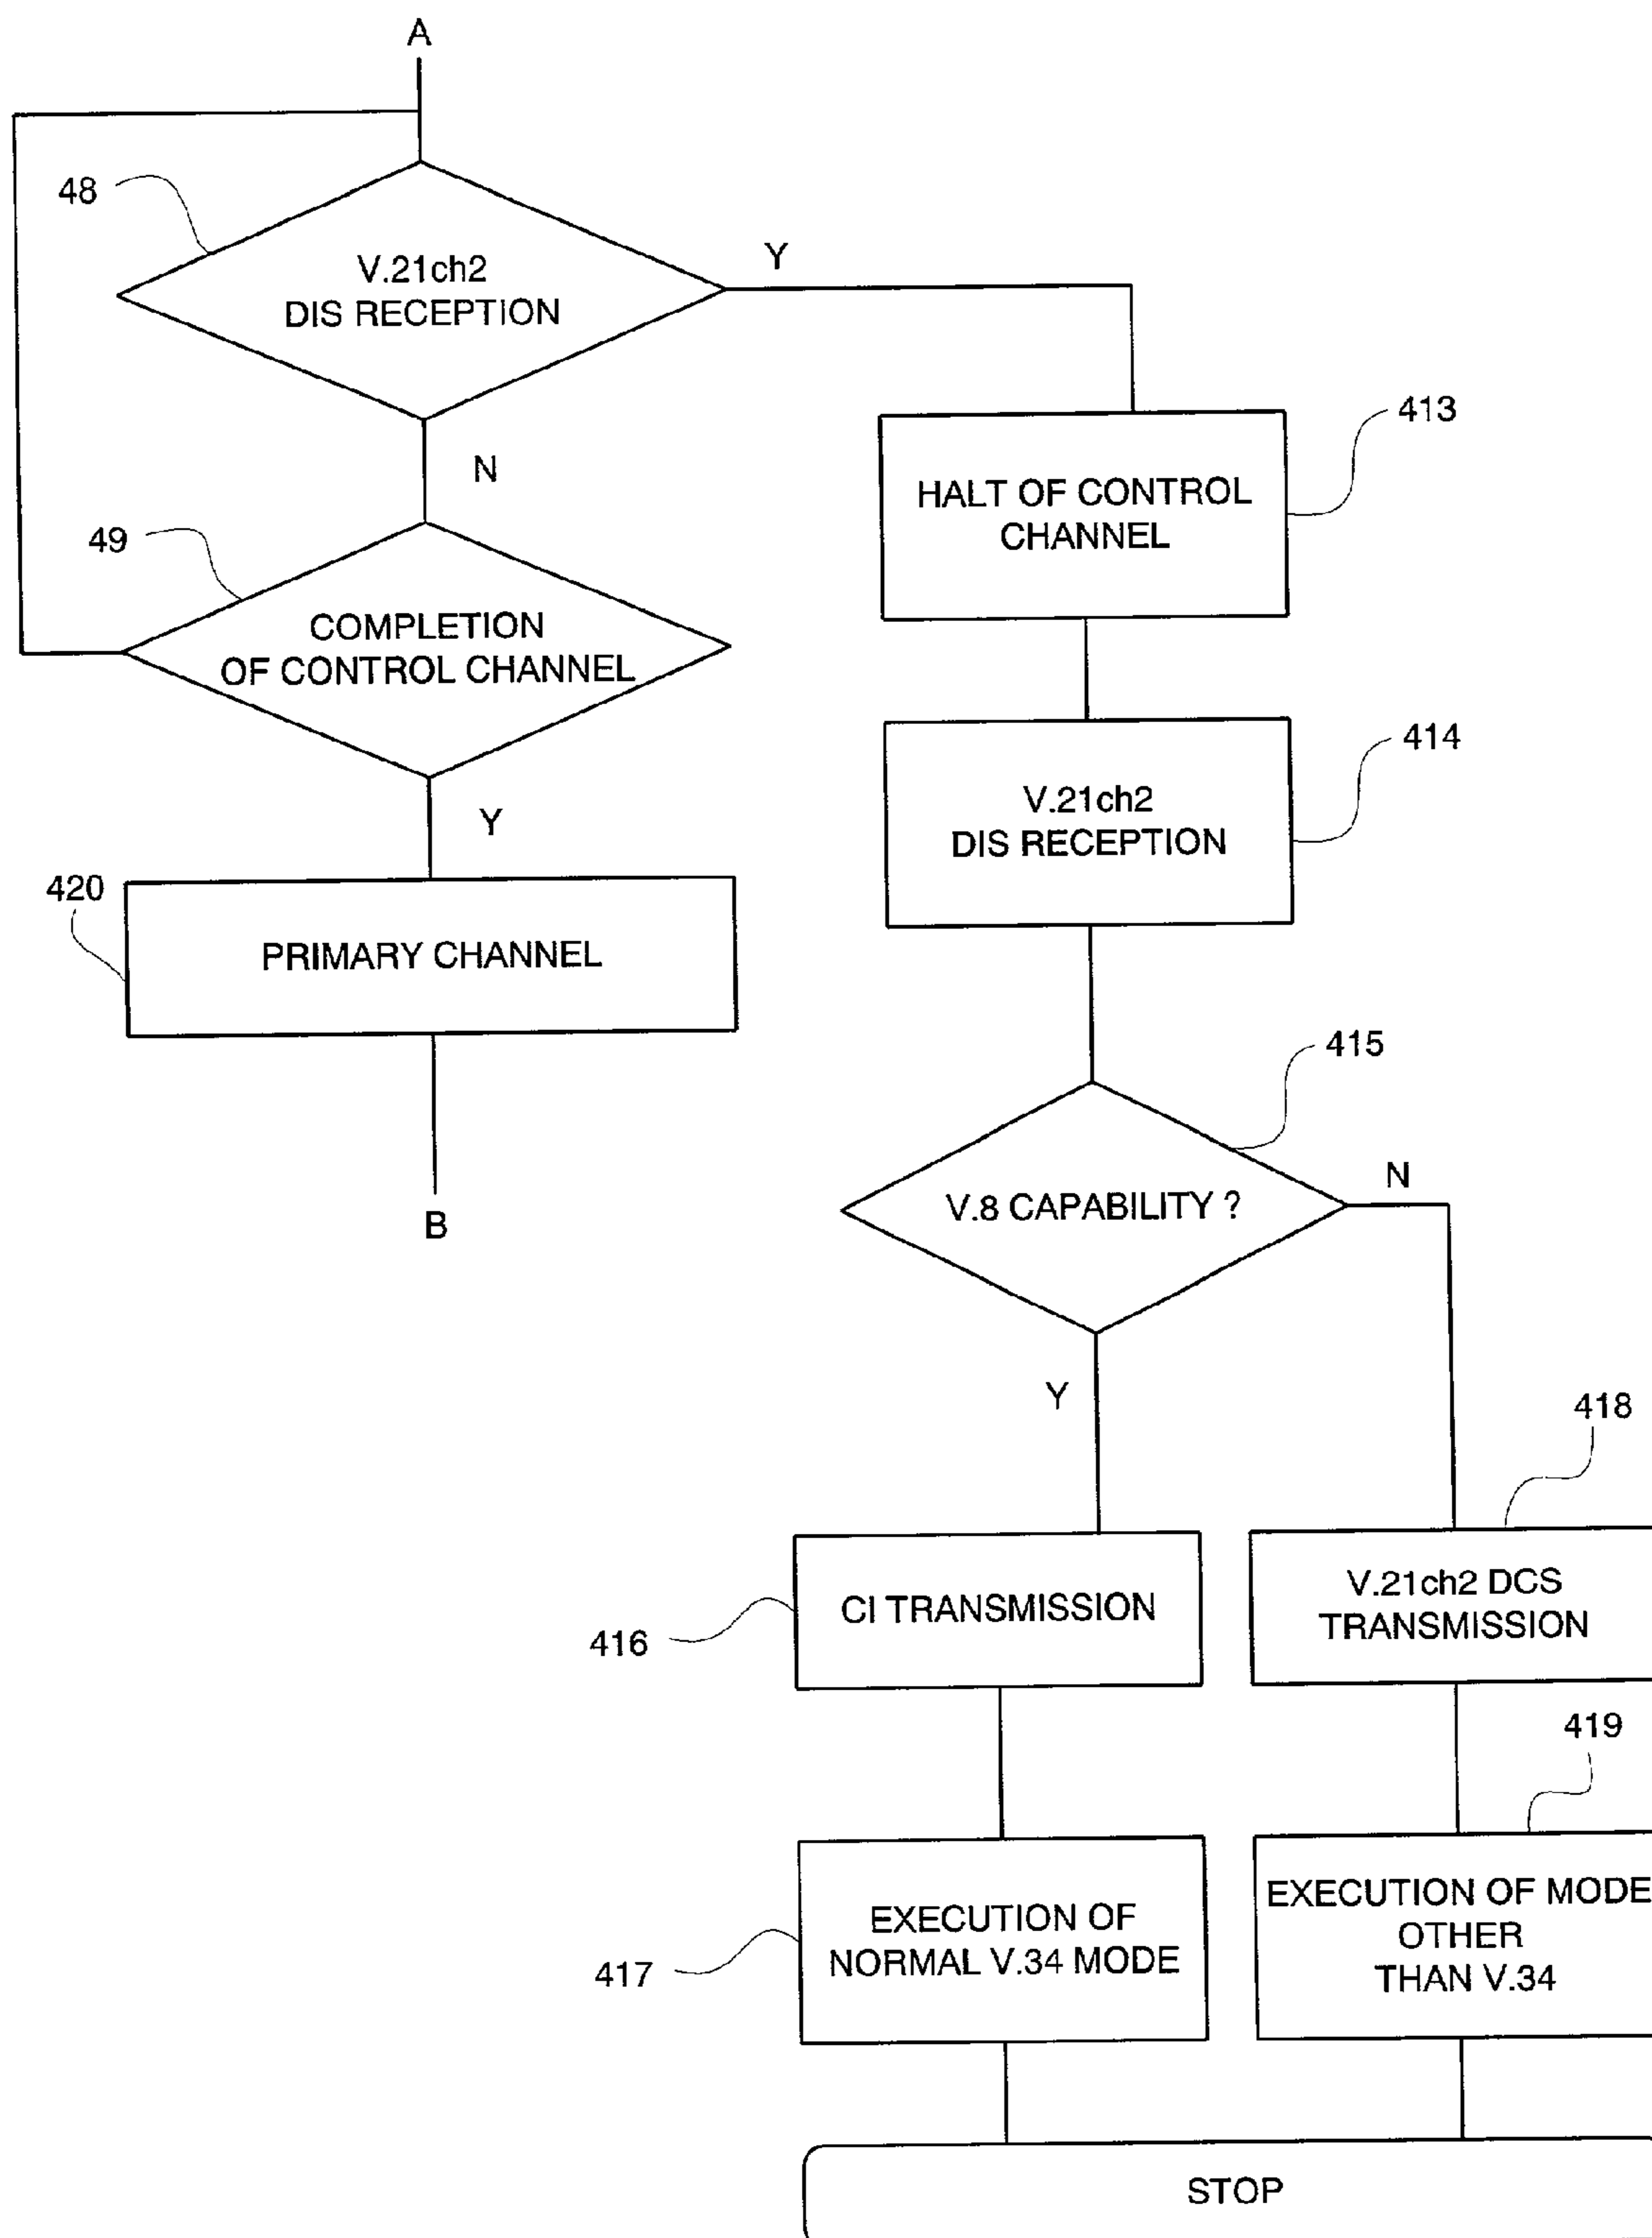 A
48
V.21ch2
DIS RECEPTION
Y
N
413
HALT OF CONTROL
CHANNEL
49
COMPLETION
OF CONTROL CHANNEL
414
V.21ch2
DIS RECEPTION
Y
420
PRIMARY CHANNEL
B
415
V.8 CAPABILITY ?
N
Y
418
V.21ch2 DCS
TRANSMISSION
CI TRANSMISSION
416
419
EXECUTION OF MODE
OTHER
THAN V.34
EXECUTION OF
NORMAL V.34 MODE
417
STOP